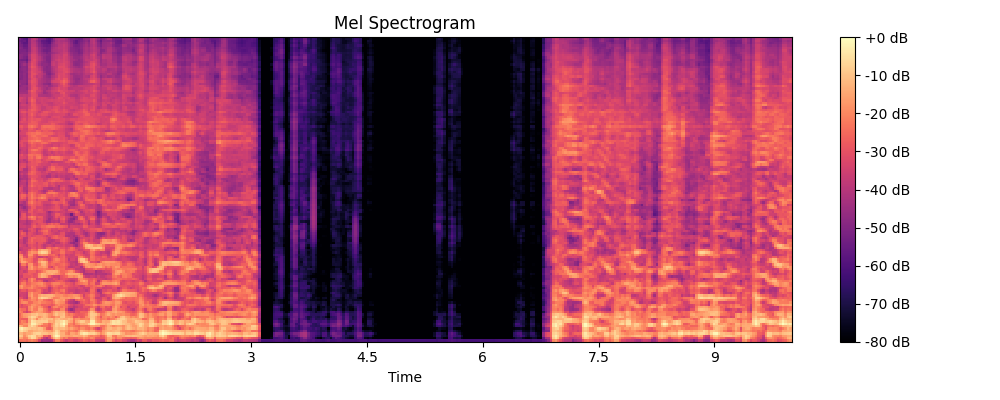 Mel Spectrogram
+0 dB
-10 dB
-20 dB
-30 dB
-40 dB
-50 dB
-60 dB
-70 dB
-80 dB
0 1.5 3 4.5 6 7.5 9
Time